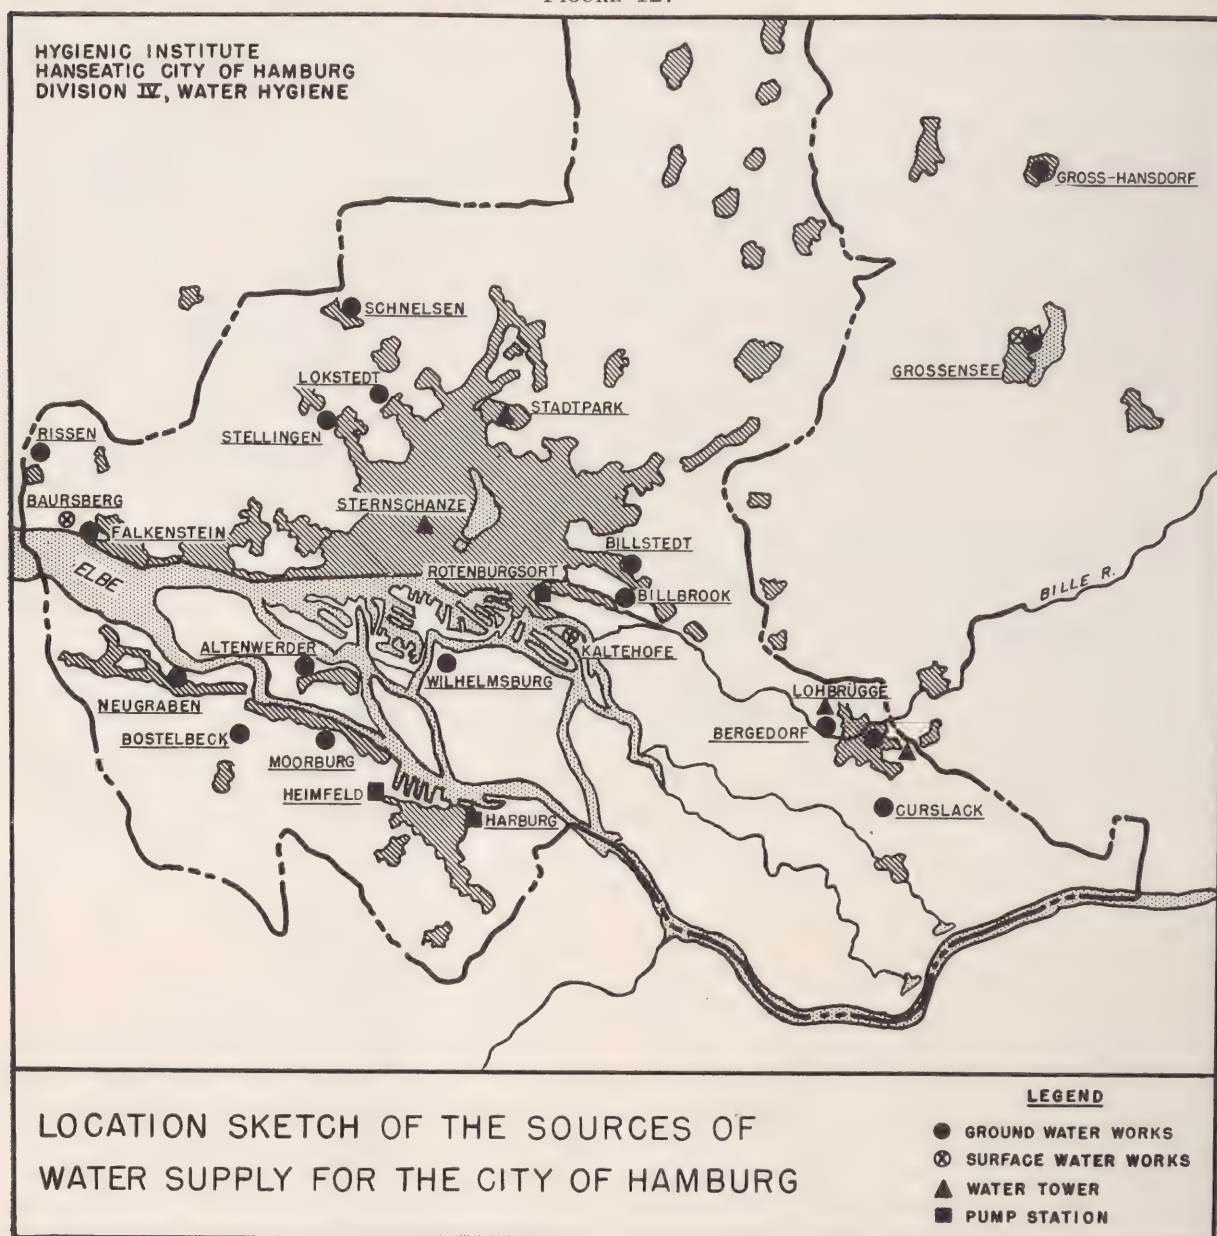 HYGIENIC INSTITUTE
HANSEATIC CITY OF HAMBURG
DIVISION IV, WATER HYGIENE
GROSS-HANSDORF
SCHNELSEN
GROSSENSEE
LOKSTEDT
STADTPARK
STELLINGEN
RISSEN
BAURSBERG
STERNSCHANZE
FALKENSTEIN
BILLSTEDT
ELBE
ROTENBURGSORT
BILLE R.
BILLBROOK
ALTENWERDER
KALTEHOFE
WILHELMSBURG
LOHBRÜGGE
NEUGRABEN
BOSTELBECK
BERGEDORF
MOORBURG
HEIMFELD
HARBURG
CURSLACK
LOCATION SKETCH OF THE SOURCES OF
WATER SUPPLY FOR THE CITY OF HAMBURG
LEGEND
GROUND WATER WORKS
SURFACE WATER WORKS
WATER TOWER
PUMP STATION